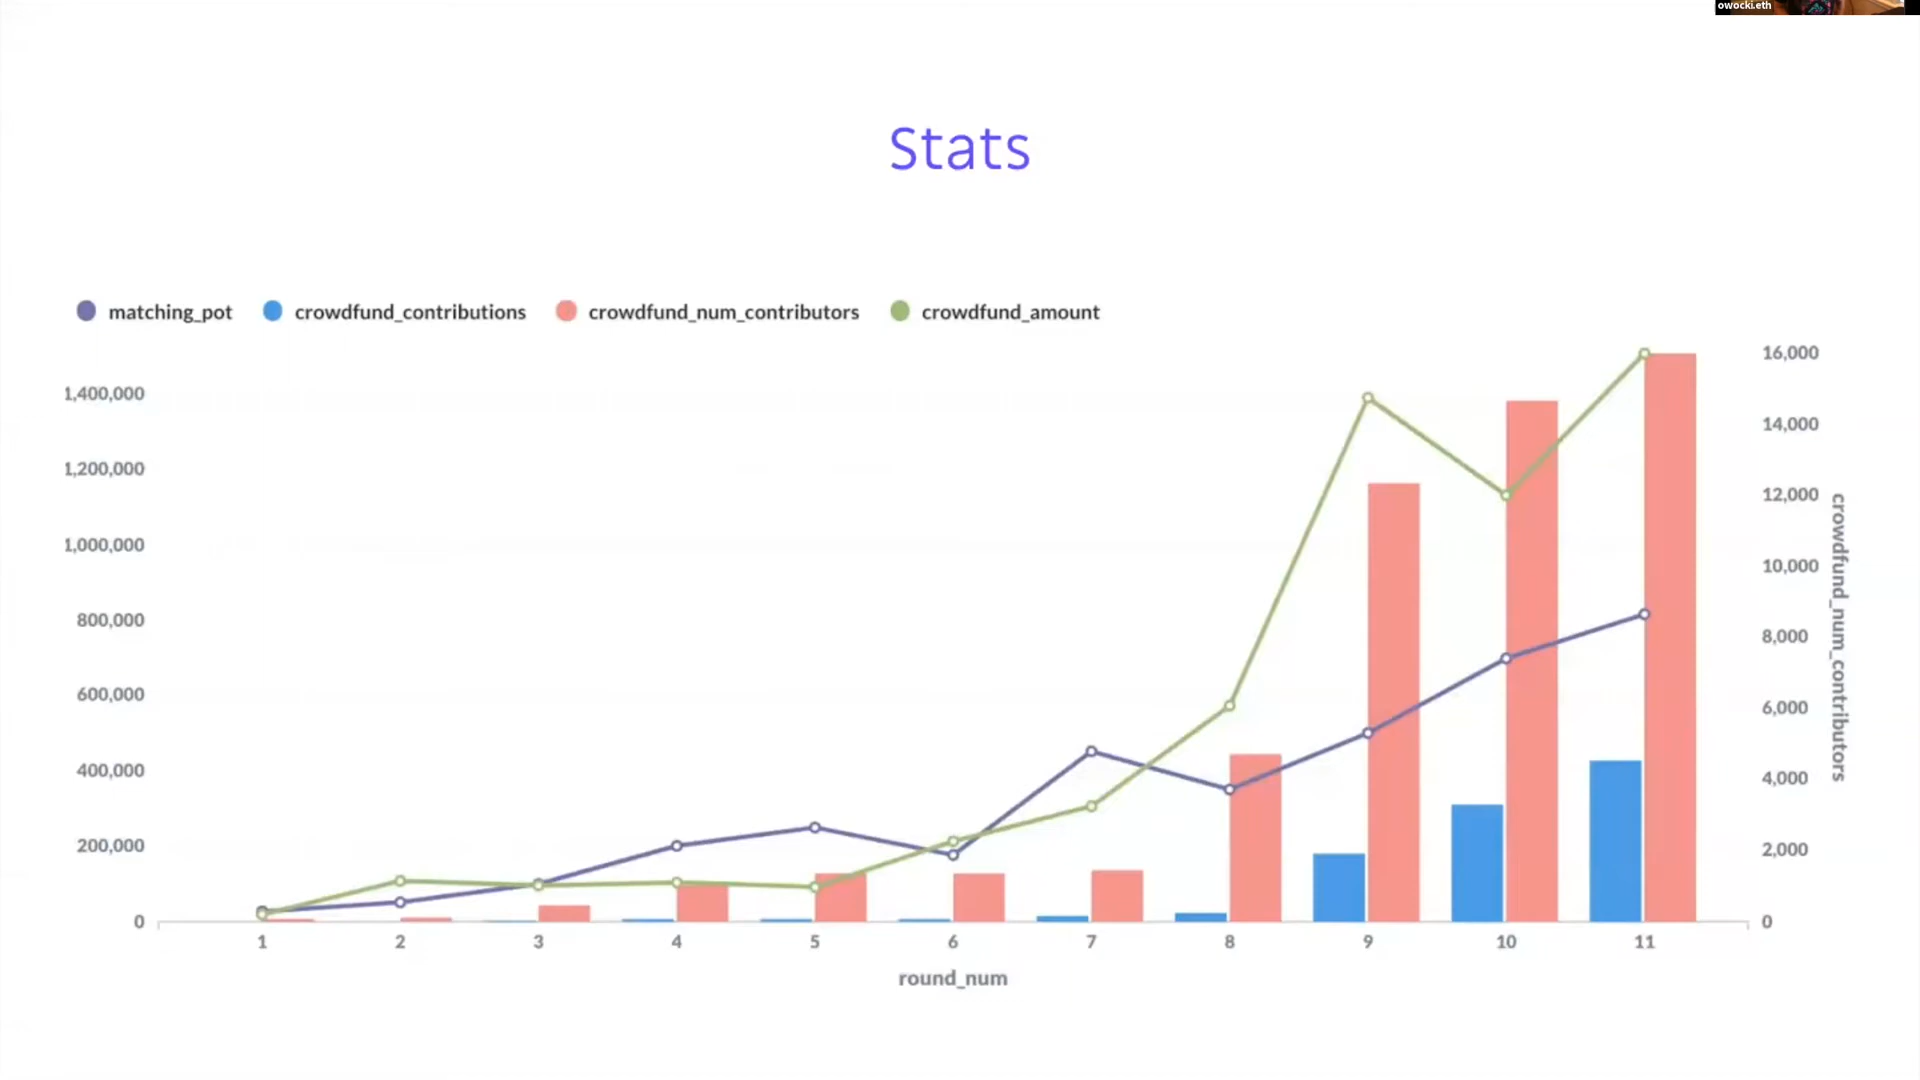 owocki.eth
Stats
matching_pot crowdfund_contributions crowdfund_num_contributors crowdfund_amount
1,400,000
1,200,000
1,000,000
800,000
600,000
400,000
200,000
0
16,000
14,000
12,000
10,000
8,000
6,000
4,000
2,000
0
crowdfund_num_contributors
1 2 3 4 5 6 7 8 9 10 11
round_num